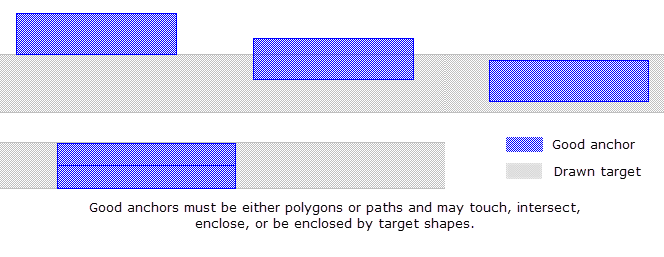 Good anchor
Drawn target
Good anchors must be either polygons or paths and may touch, intersect,
enclose, or be enclosed by target shapes.